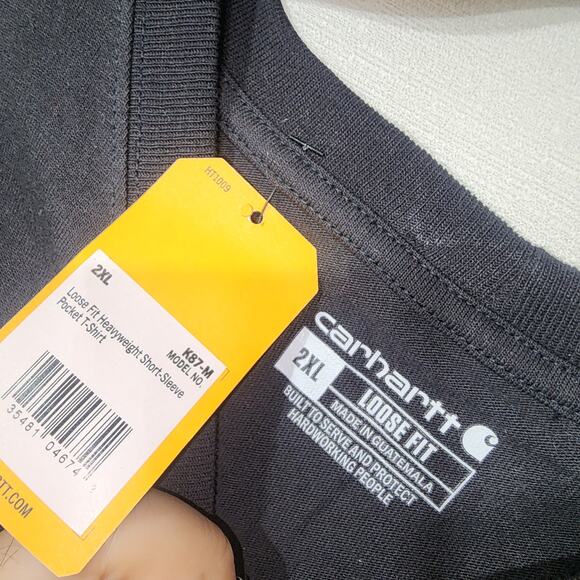 HT1009
2XL
K87-M
MODEL NO.
Loose Fit Heavyweight Short-Sleeve
Pocket T-Shirt
35481 04674 2
TT.COM
carhartt
2XL
LOOSE FIT
MADE IN GUATEMALA
BUILT TO SERVE AND PROTECT
HARDWORKING PEOPLE